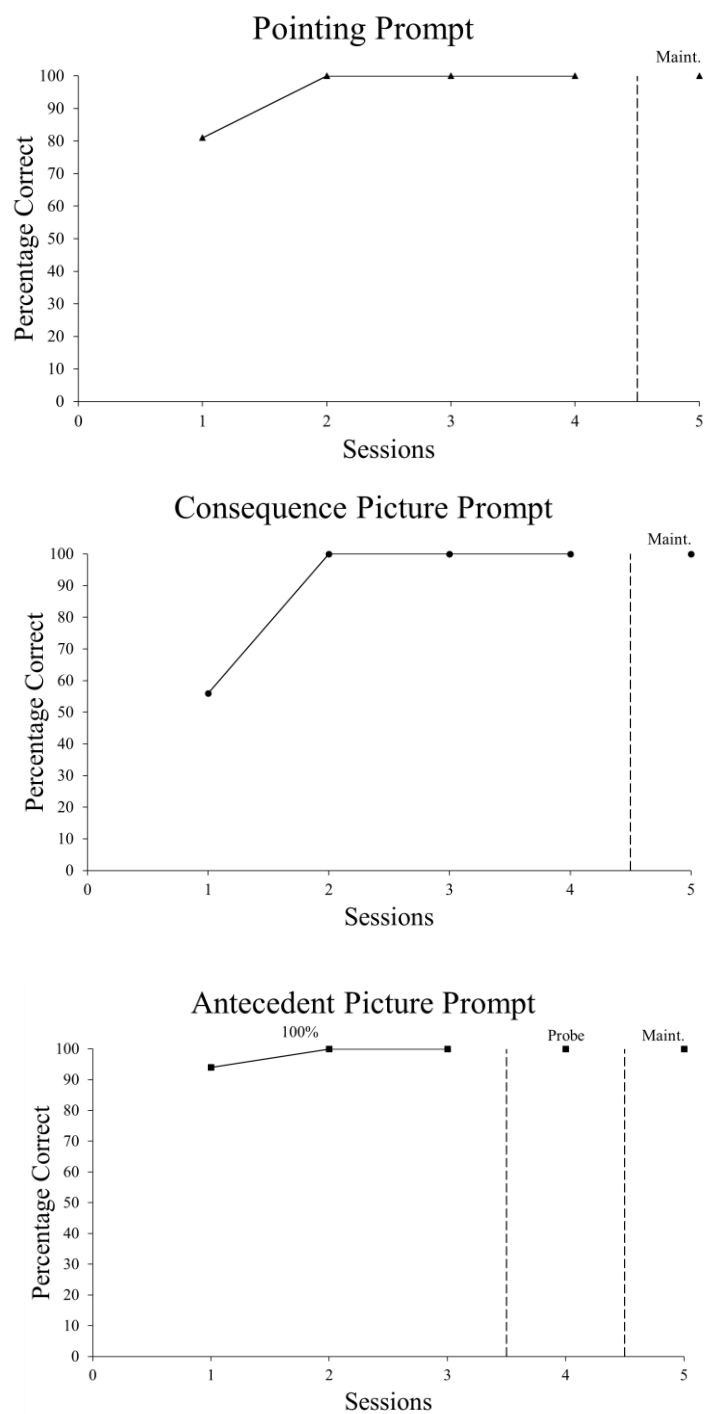 Pointing Prompt
Maint.
100
90
80
70
60
50
40
30
20
10
0
Percentage Correct
0 1 2 3 4 5
Sessions
Consequence Picture Prompt
Maint.
100
90
80
70
60
50
40
30
20
10
0
Percentage Correct
0 1 2 3 4 5
Sessions
Antecedent Picture Prompt
100% Probe Maint.
100
90
80
70
60
50
40
30
20
10
0
Percentage Correct
0 1 2 3 4 5
Sessions